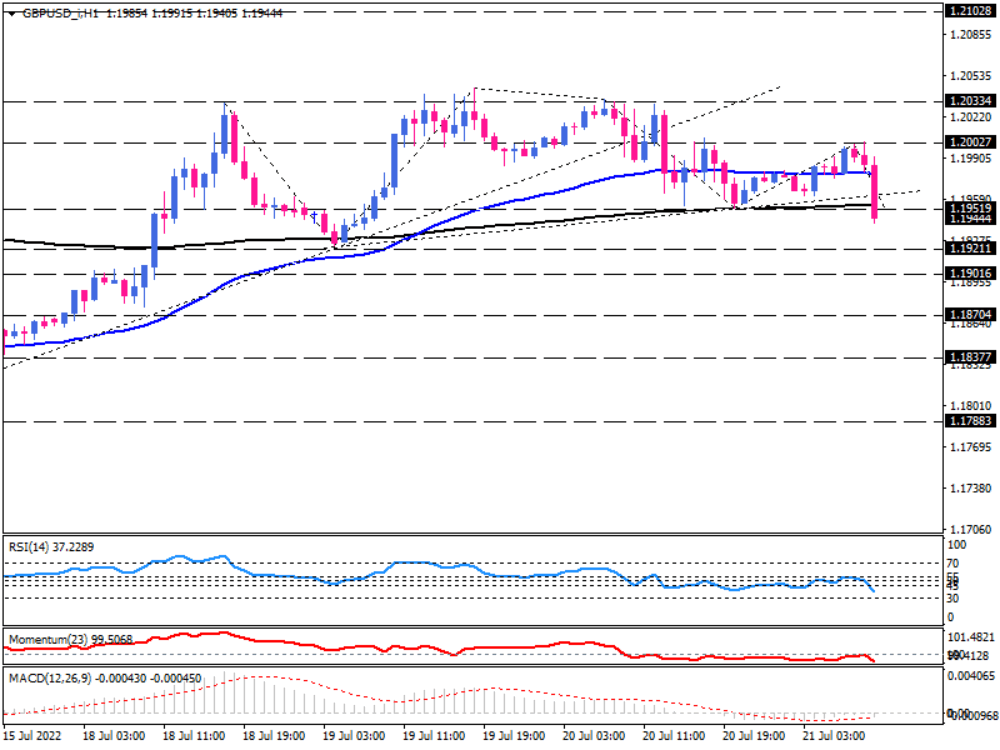 GBPUSD_i,H1 1.19854 1.19915 1.19405 1.19444
1.21028
1.20855
1.20535
1.20334
1.20220
1.20027
1.19905
1.19590
1.19519
1.19444
1.19275
1.19211
1.19016
1.18955
1.18704
1.18640
1.18377
1.18325
1.18010
1.17883
1.17695
1.17380
1.17060
RSI(14) 37.2289
100
70
55
45
30
0
Momentum(23) 99.5068
101.4821
99.4128
MACD(12,26,9) -0.000430 -0.000450
0.004065
0.00
-0.000968
15 Jul 2022
18 Jul 03:00
18 Jul 11:00
18 Jul 19:00
19 Jul 03:00
19 Jul 11:00
19 Jul 19:00
20 Jul 03:00
20 Jul 11:00
20 Jul 19:00
21 Jul 03:00